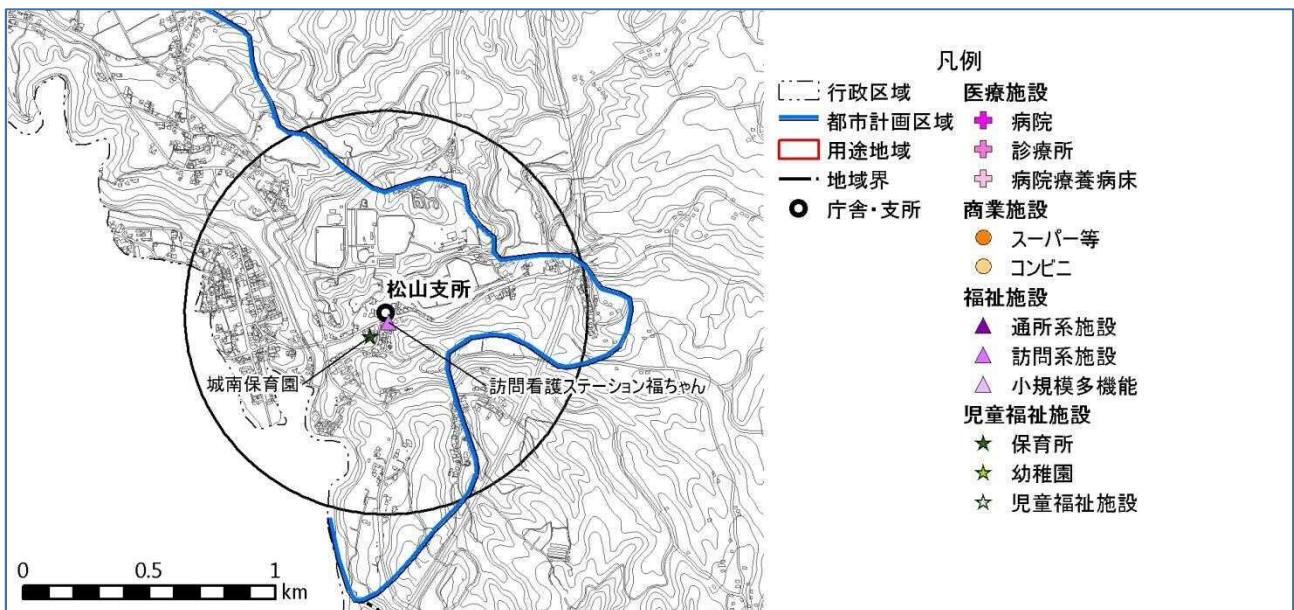 松山支所
城南保育園
訪問看護ステーション福ちゃん
0 0.5 1
km
凡例
行政区域
都市計画区域
用途地域
地域界
庁舎・支所
医療施設
病院
診療所
病院療養病床
商業施設
スーパー等
コンビニ
福祉施設
通所系施設
訪問系施設
小規模多機能
児童福祉施設
保育所
幼稚園
児童福祉施設